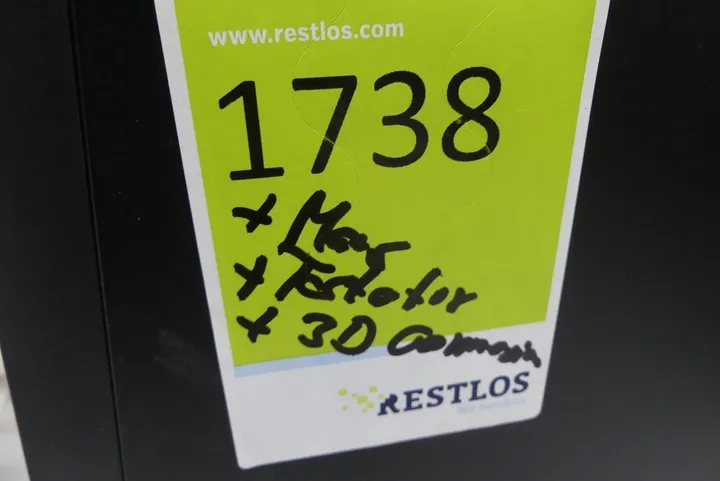 www.restlos.com
1738
x Maus
x Tastatur
x 3D
RESTLOS